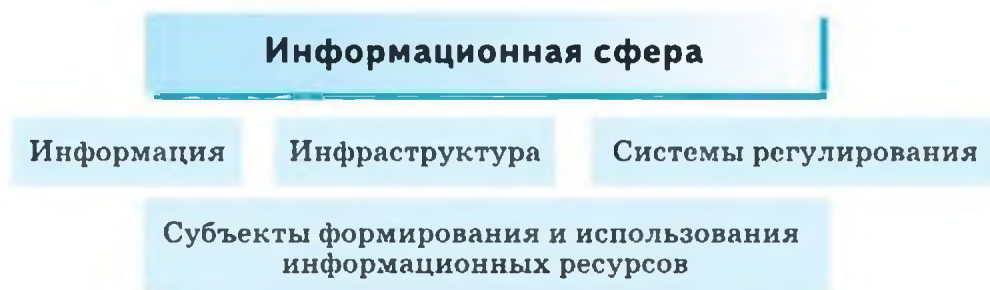 Информационная сфера
Информация
Инфраструктура
Системы регулирования
Субъекты формирования и использования
информационных ресурсов